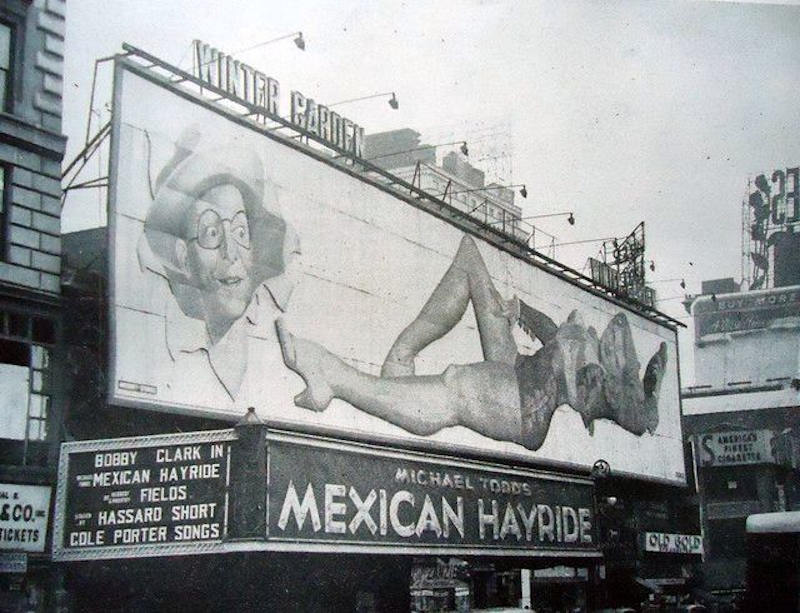 WINTER GARDEN
BOBBY CLARK IN
MEXICAN HAYRIDE
FIELDS
HASSARD SHORT
COLE PORTER SONGS
MICHAEL TODD'S
MEXICAN HAYRIDE
& CO.
TICKETS
AMERICA'S
FINEST
CIGARETTE
OLD GOLD